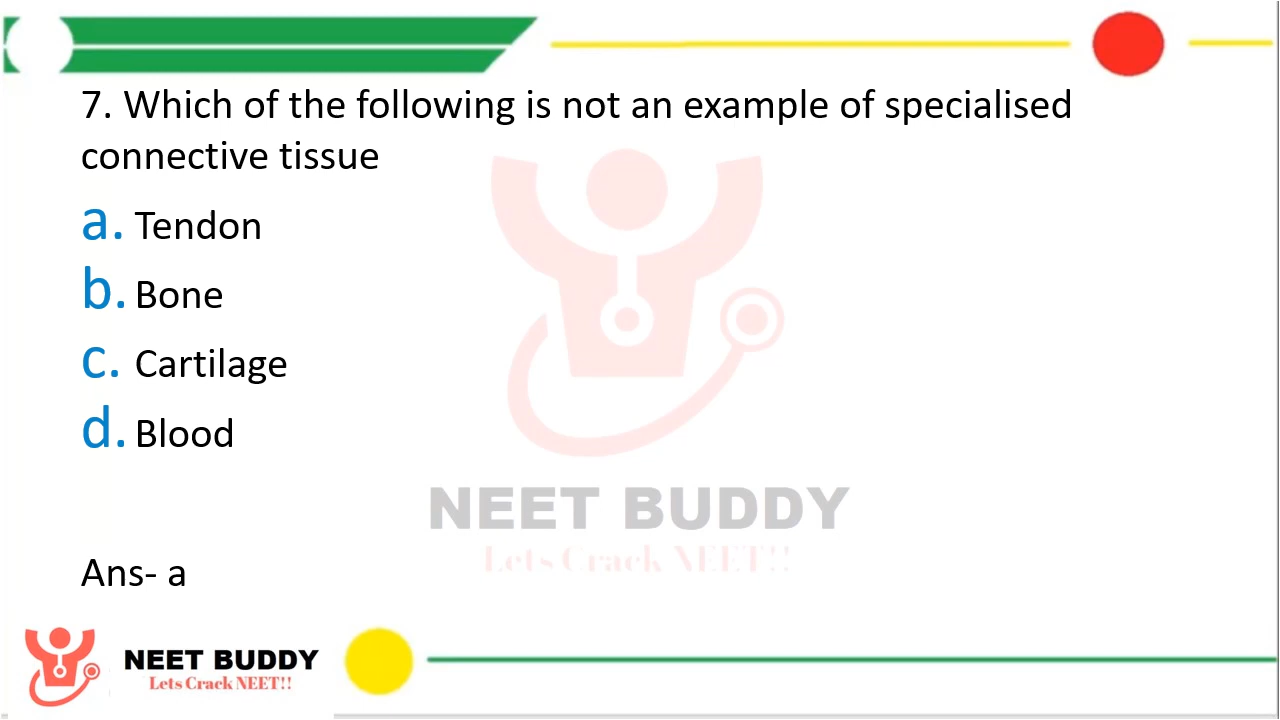 7. Which of the following is not an example of specialised
connective tissue
a. Tendon
b. Bone
c. Cartilage
d. Blood
NEET BUDDY
Lets Crack NEET!!
Ans- a
NEET BUDDY
Lets Crack NEET!!